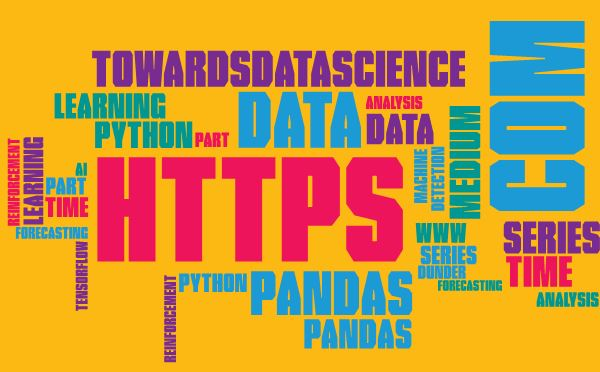 COM
TOWARDSDATASCIENCE
LEARNING
DATA
ANALYSIS
PYTHON
PART
DATA
MEDIUM
REINFORCEMENT
LEARNING
AI
PART
TIME
FORECASTING
HTTPS
MACHINE
DETECTION
WWW
SERIES
SERIES
TIME
DUNDER
FORECASTING
ANALYSIS
TENSORFLOW
REINFORCEMENT
PYTHON
PANDAS
PANDAS